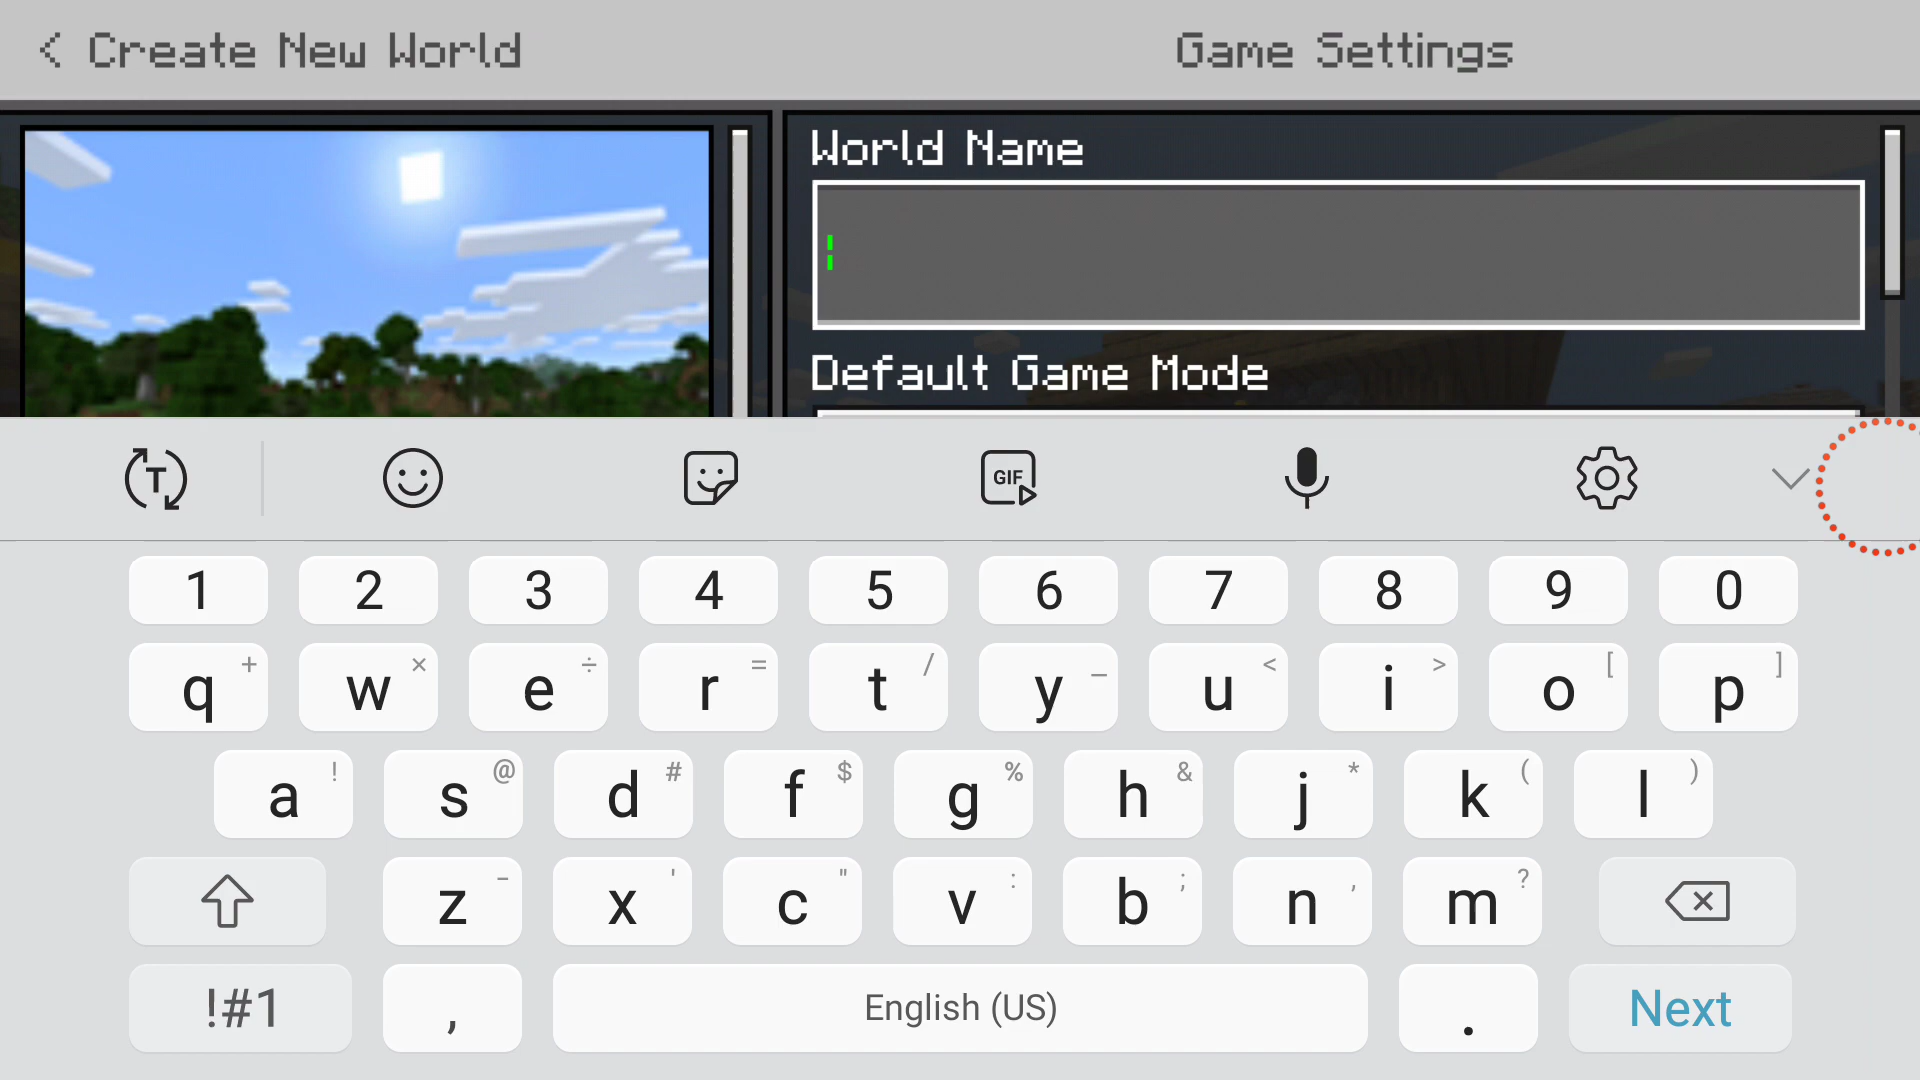 Create New World
Game Settings
World Name
Default Game Mode
T
GIF
1 2 3 4 5 6 7 8 9 0
q + w × e ÷ r = t / y _ u < i > o [ p ]
a ! s @ d # f $ g % h & j * k ( l )
z - x ' c " v : b ; n , m ?
!#1 , English (US) . Next